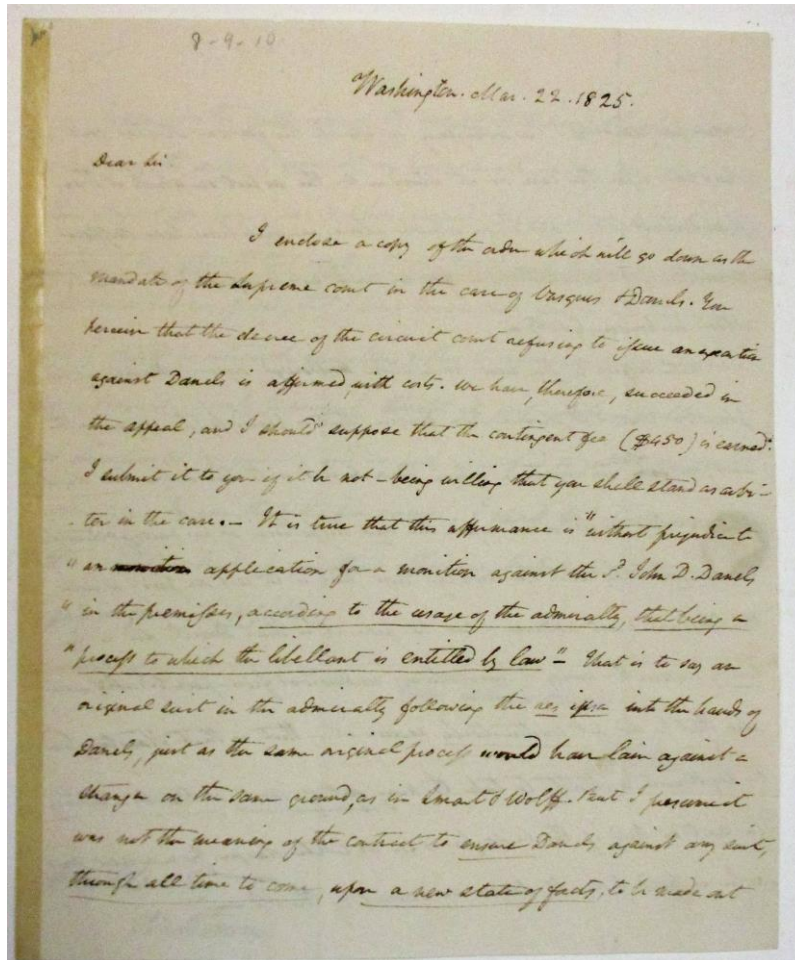 8-9-10
Washington. Mar. 22. 1825.
Dear Sir
I enclose a copy of the order which will go down as the
mandate of the Supreme court in the case of Vasques & Daniels. You
perceive that the decree of the circuit court refusing to issue an
against Daniels is affirmed with costs. We have, therefore, succeeded in
the appeal, and I should suppose that the contingent fee ($450) is earned.
I submit it to you if it be not – being willing that you shall stand as arbi-
-ter in the case. – It is true that this affirmance is "without prejudice to
" an monition application for a monition against the sd. John D. Daniels
" in the premisses, according to the usage of the admiralty, that being a
" process to which the libellant is entitled by law" – that is to say an
original suit in the admiralty following the res ipsa into the hands of
Daniels, just as the same original process would have lain against a
on the same ground, as in Smart & Wolff. But I presume it
was not the meaning of the contract to ensure Daniels against any suit,
through all time to come, upon a new state of facts, to be made out